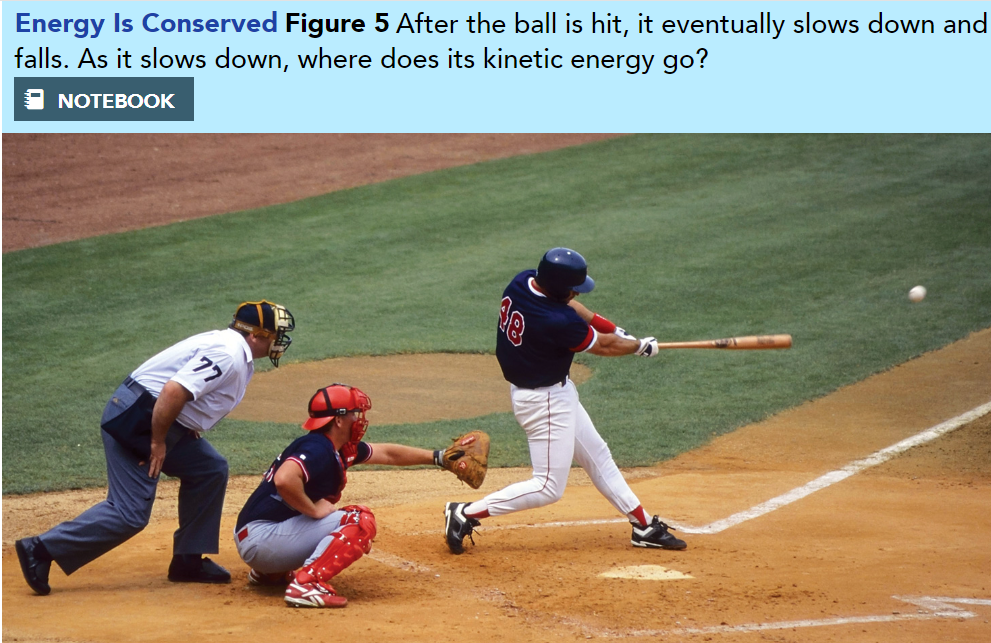 Energy Is Conserved Figure 5 After the ball is hit, it eventually slows down and
falls. As it slows down, where does its kinetic energy go?
NOTEBOOK
77
48